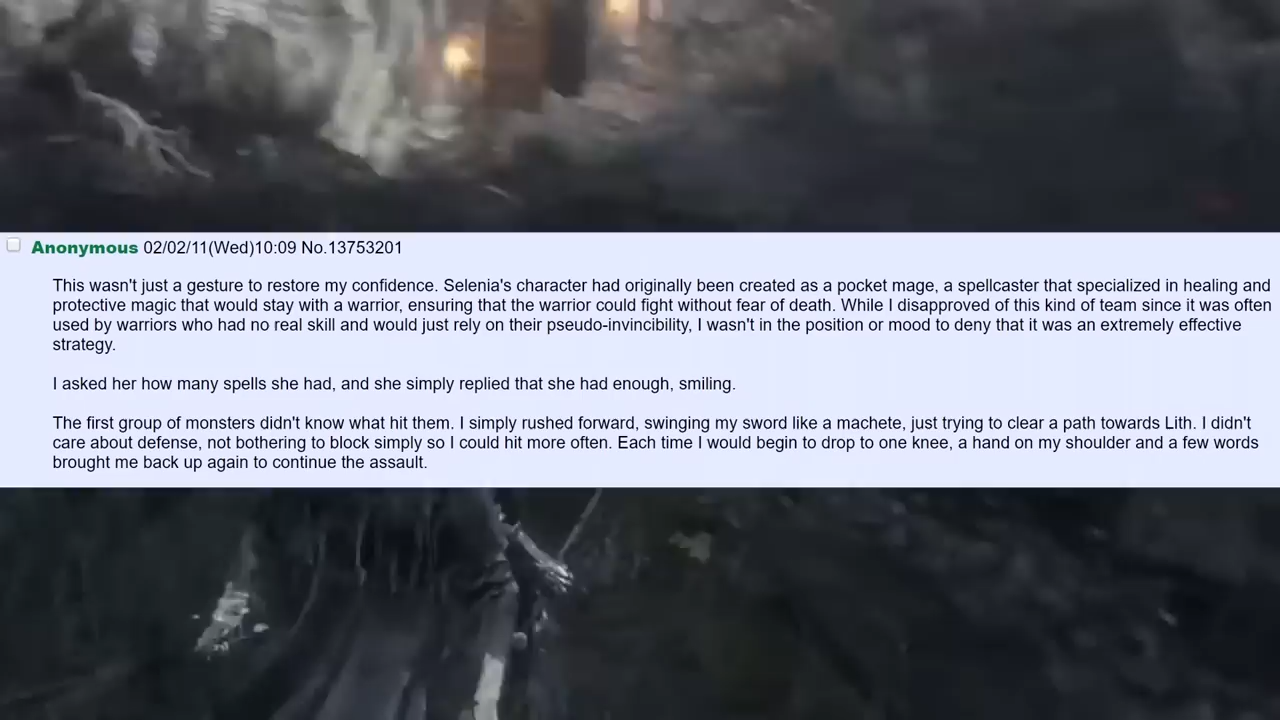 Anonymous 02/02/11(Wed)10:09 No.13753201
This wasn't just a gesture to restore my confidence. Selenia's character had originally been created as a pocket mage, a spellcaster that specialized in healing and
protective magic that would stay with a warrior, ensuring that the warrior could fight without fear of death. While I disapproved of this kind of team since it was often
used by warriors who had no real skill and would just rely on their pseudo-invincibility, I wasn't in the position or mood to deny that it was an extremely effective
strategy.
I asked her how many spells she had, and she simply replied that she had enough, smiling.
The first group of monsters didn't know what hit them. I simply rushed forward, swinging my sword like a machete, just trying to clear a path towards Lith. I didn't
care about defense, not bothering to block simply so I could hit more often. Each time I would begin to drop to one knee, a hand on my shoulder and a few words
brought me back up again to continue the assault.